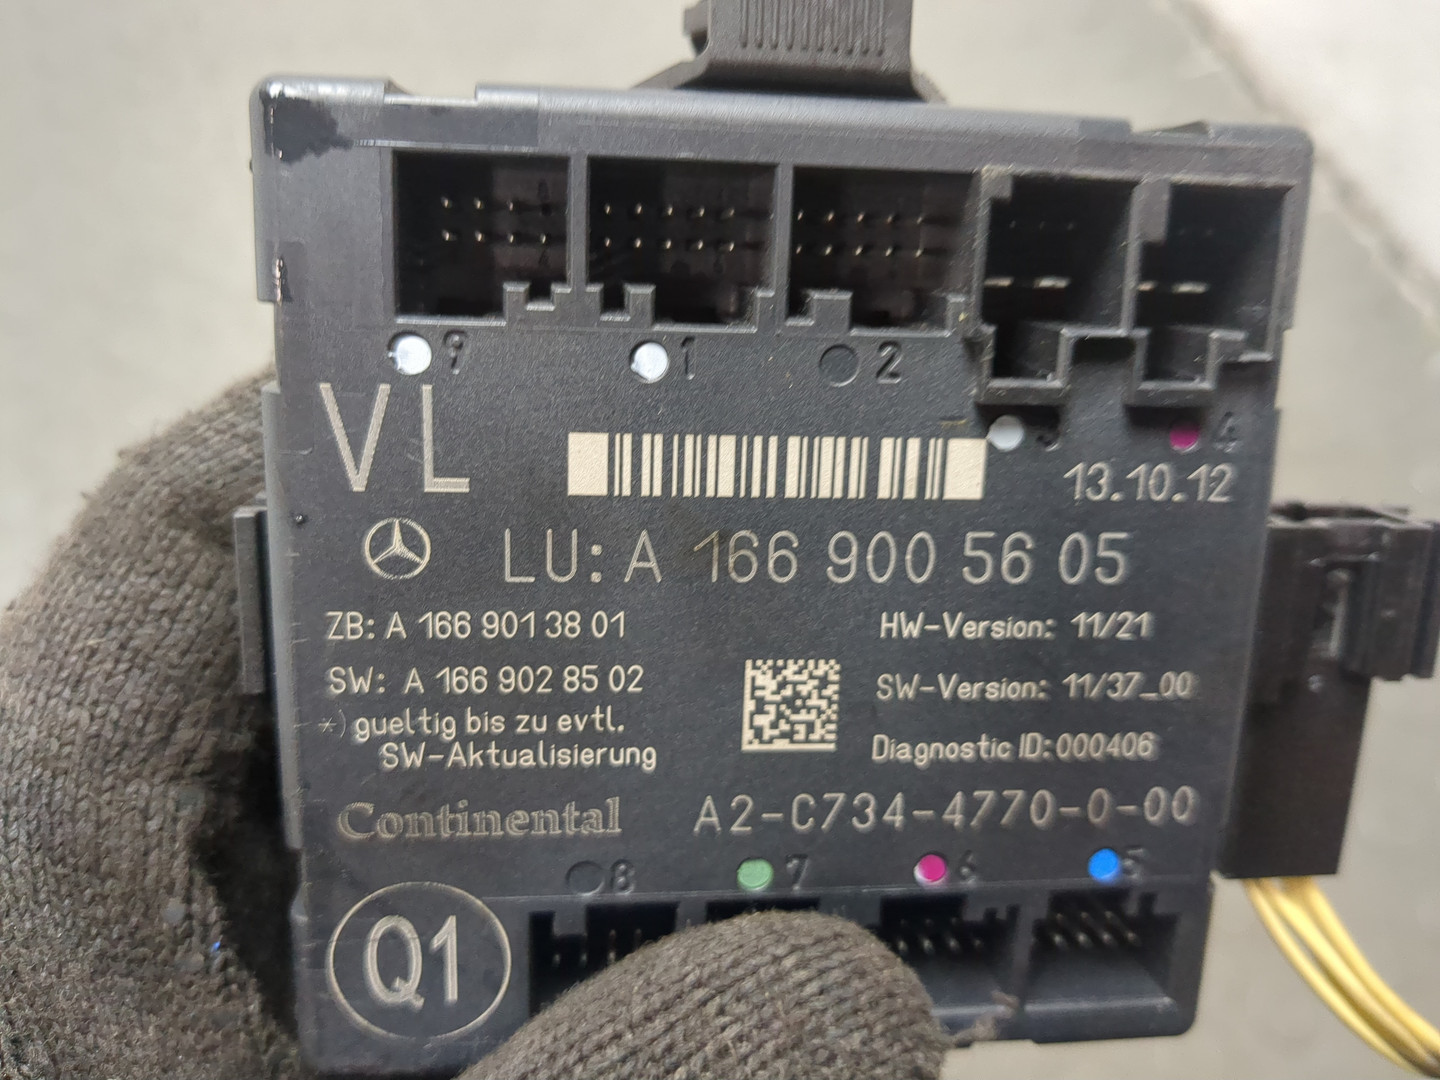 9 1 2 3 4
VL
13.10.12
LU: A 166 900 56 05
ZB: A 166 901 38 01
HW-Version: 11/21
SW: A 166 902 85 02
SW-Version: 11/37_00
*) gueltig bis zu evtl.
SW-Aktualisierung
Diagnostic ID: 000406
Continental
A2-C734-4770-0-00
8 7 6 5
Q1